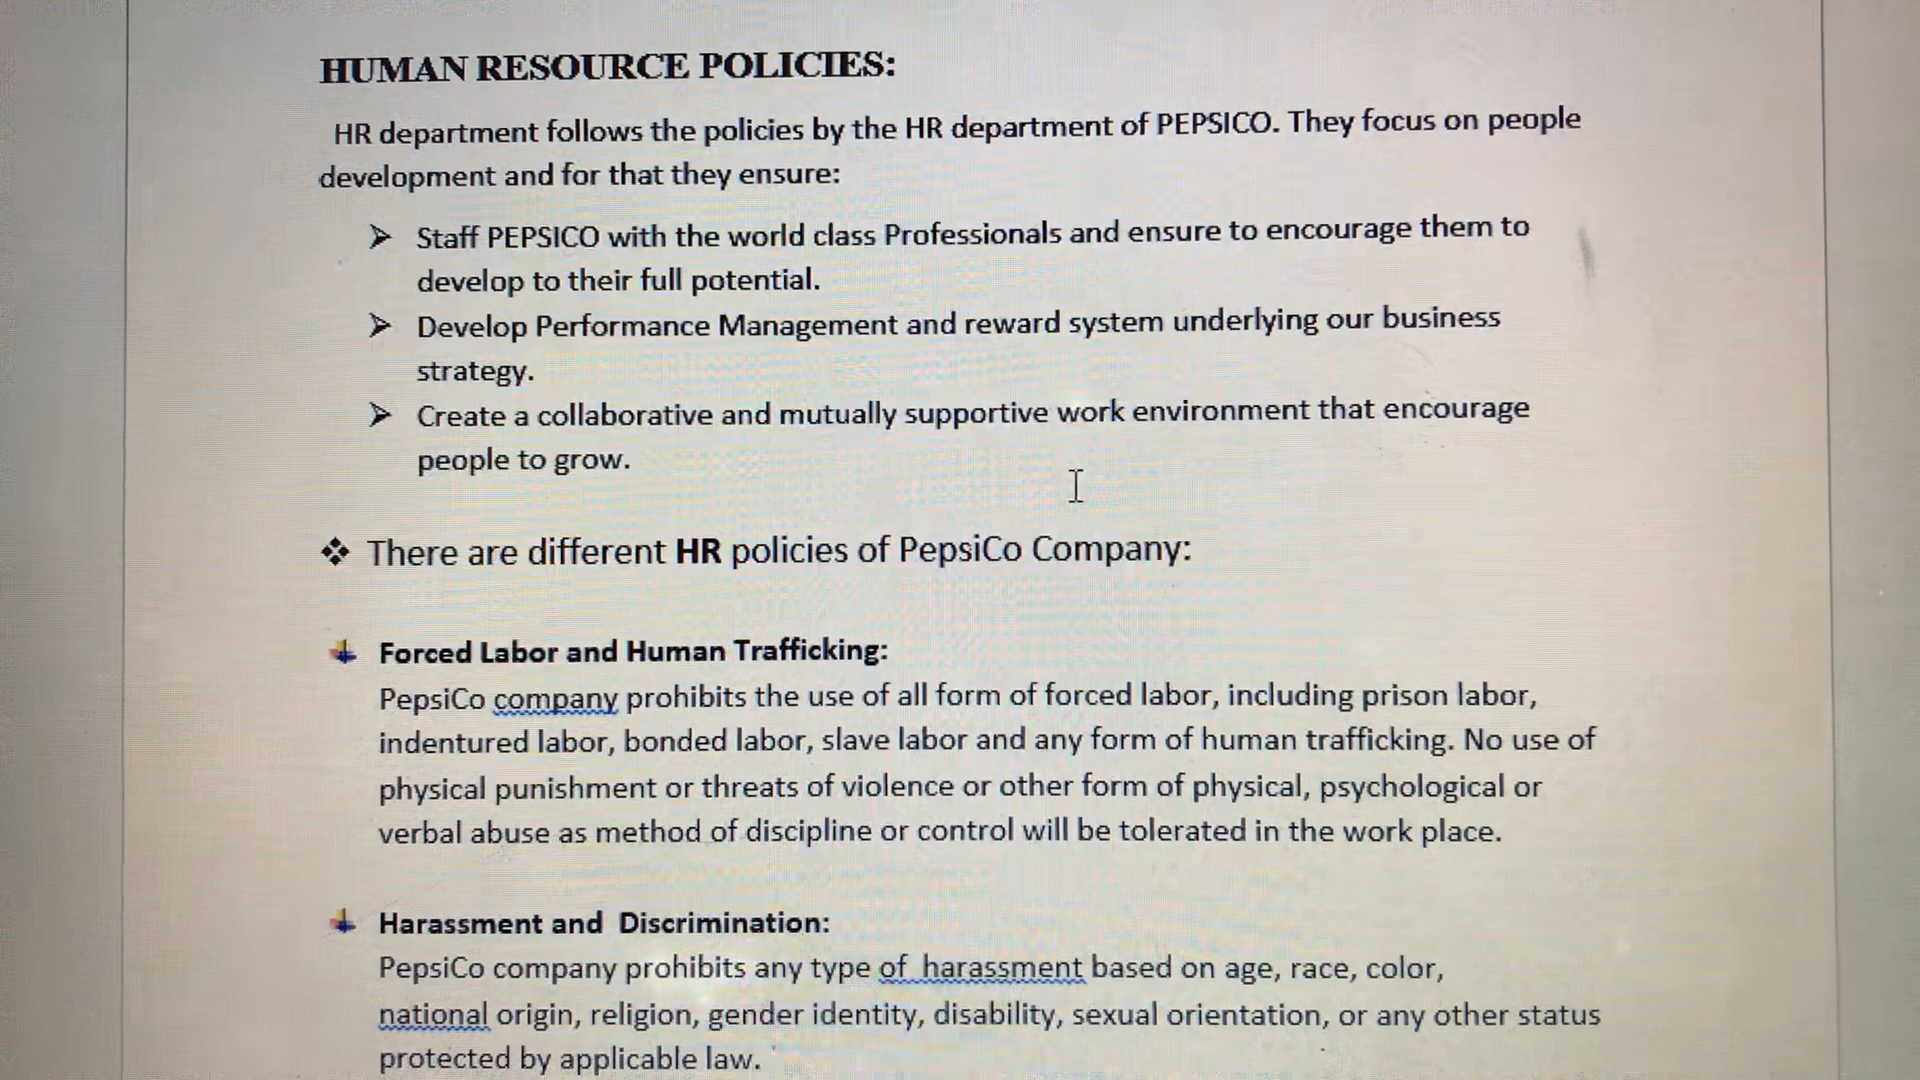 HUMAN RESOURCE POLICIES:
HR department follows the policies by the HR department of PEPSICO. They focus on people
development and for that they ensure:
➢ Staff PEPSICO with the world class Professionals and ensure to encourage them to
develop to their full potential.
➢ Develop Performance Management and reward system underlying our business
strategy.
➢ Create a collaborative and mutually supportive work environment that encourage
people to grow.
❖ There are different HR policies of PepsiCo Company:
Forced Labor and Human Trafficking:
PepsiCo company prohibits the use of all form of forced labor, including prison labor,
indentured labor, bonded labor, slave labor and any form of human trafficking. No use of
physical punishment or threats of violence or other form of physical, psychological or
verbal abuse as method of discipline or control will be tolerated in the work place.
Harassment and Discrimination:
PepsiCo company prohibits any type of harassment based on age, race, color,
national origin, religion, gender identity, disability, sexual orientation, or any other status
protected by applicable law.